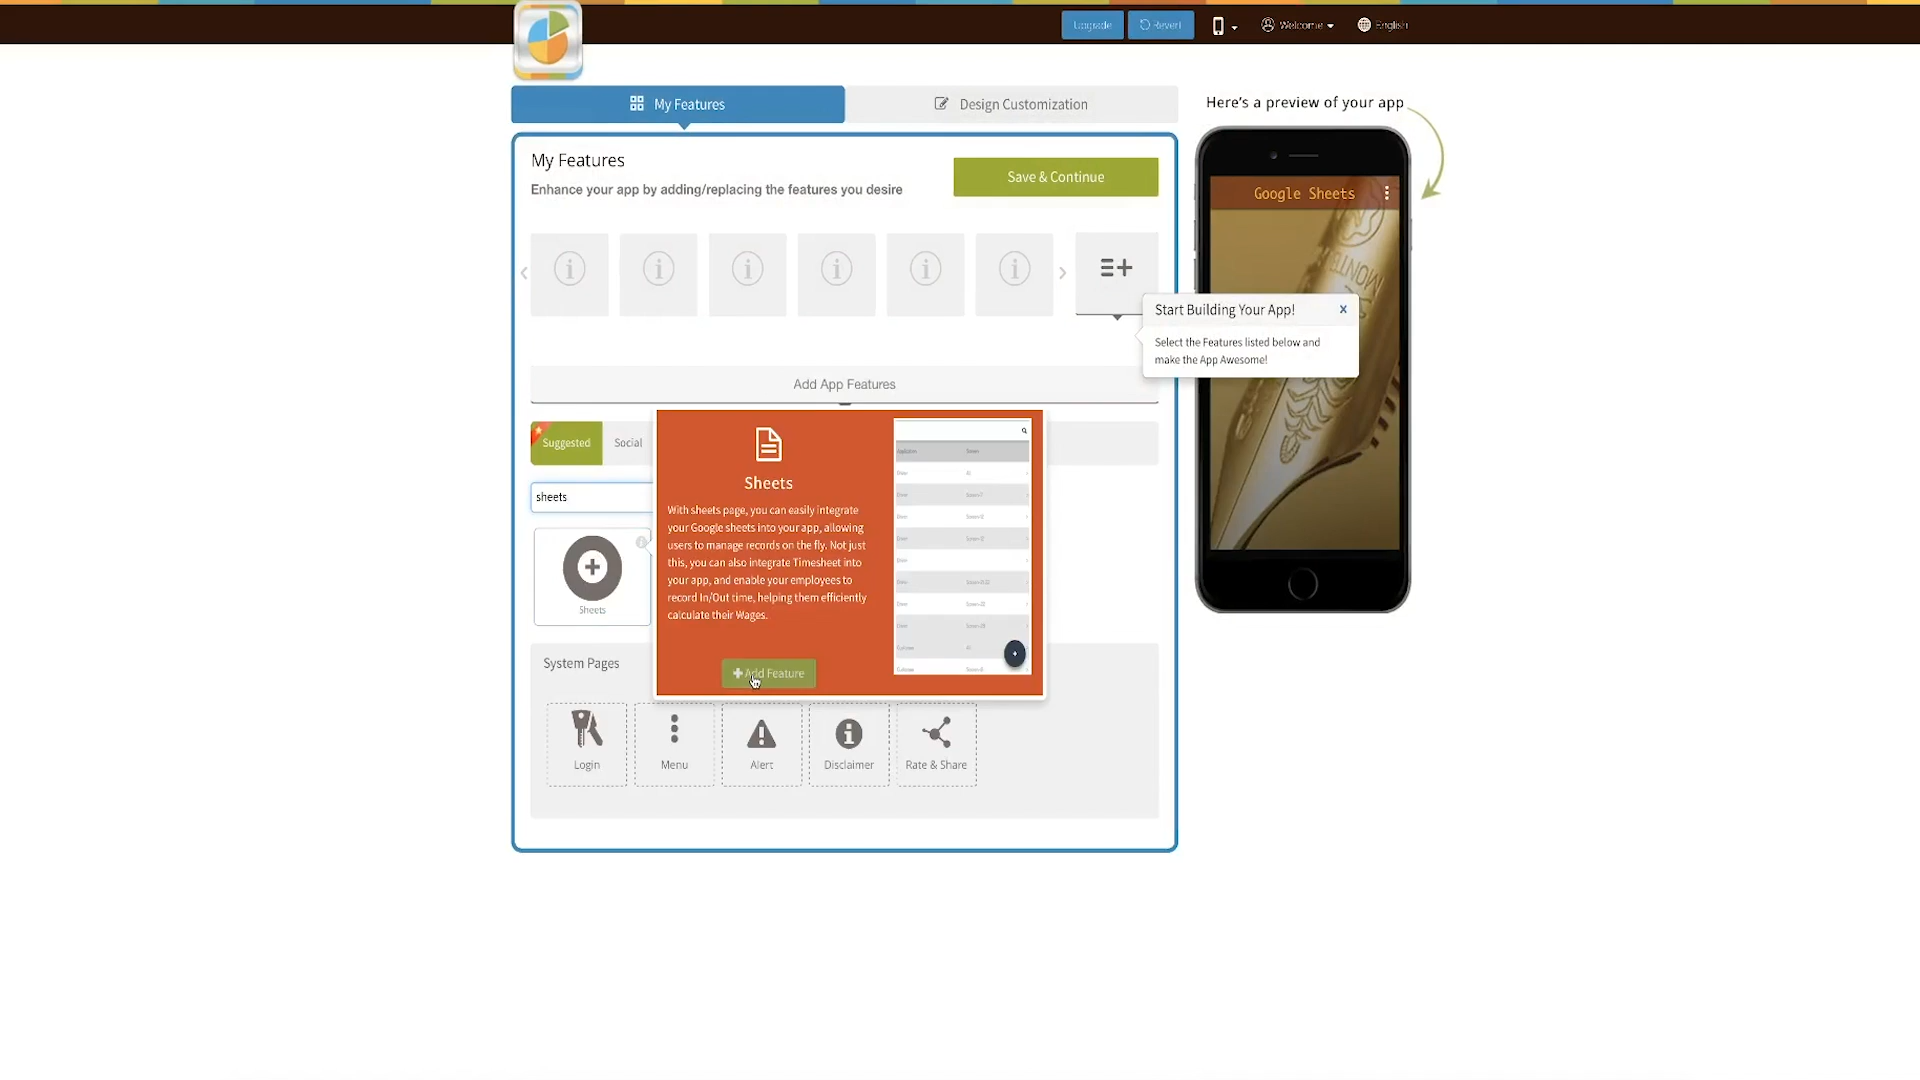 Upgrade
Revert
Welcome
English
My Features
Design Customization
Here's a preview of your app
My Features
Enhance your app by adding/replacing the features you desire
Save & Continue
Google Sheets
Start Building Your App!
X
Select the Features listed below and
make the App Awesome!
Add App Features
Suggested
Social
sheets
Sheets
Sheets
With sheets page, you can easily integrate
your Google sheets into your app, allowing
users to manage records on the fly. Not just
this, you can also integrate Timesheet into
your app, and enable your employees to
record In/Out time, helping them efficiently
calculate their Wages.
Add Feature
System Pages
Login
Menu
Alert
Disclaimer
Rate & Share